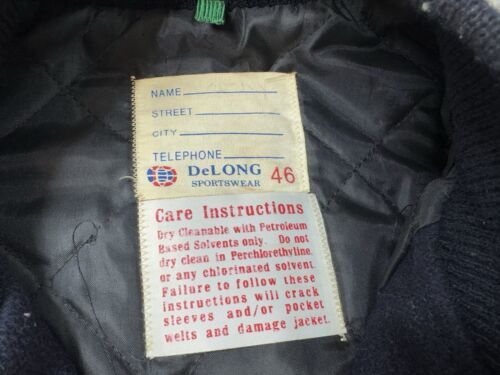 NAME
STREET
CITY
TELEPHONE
DeLONG
SPORTSWEAR 46
Care Instructions
Dry Cleanable with Petroleum
Based Solvents only. Do not
dry clean in Perchlorethyline.
or any chlorinated solvent.
Failure to follow these
instructions will crack
sleeves and/or pocket
welts and damage jacket.